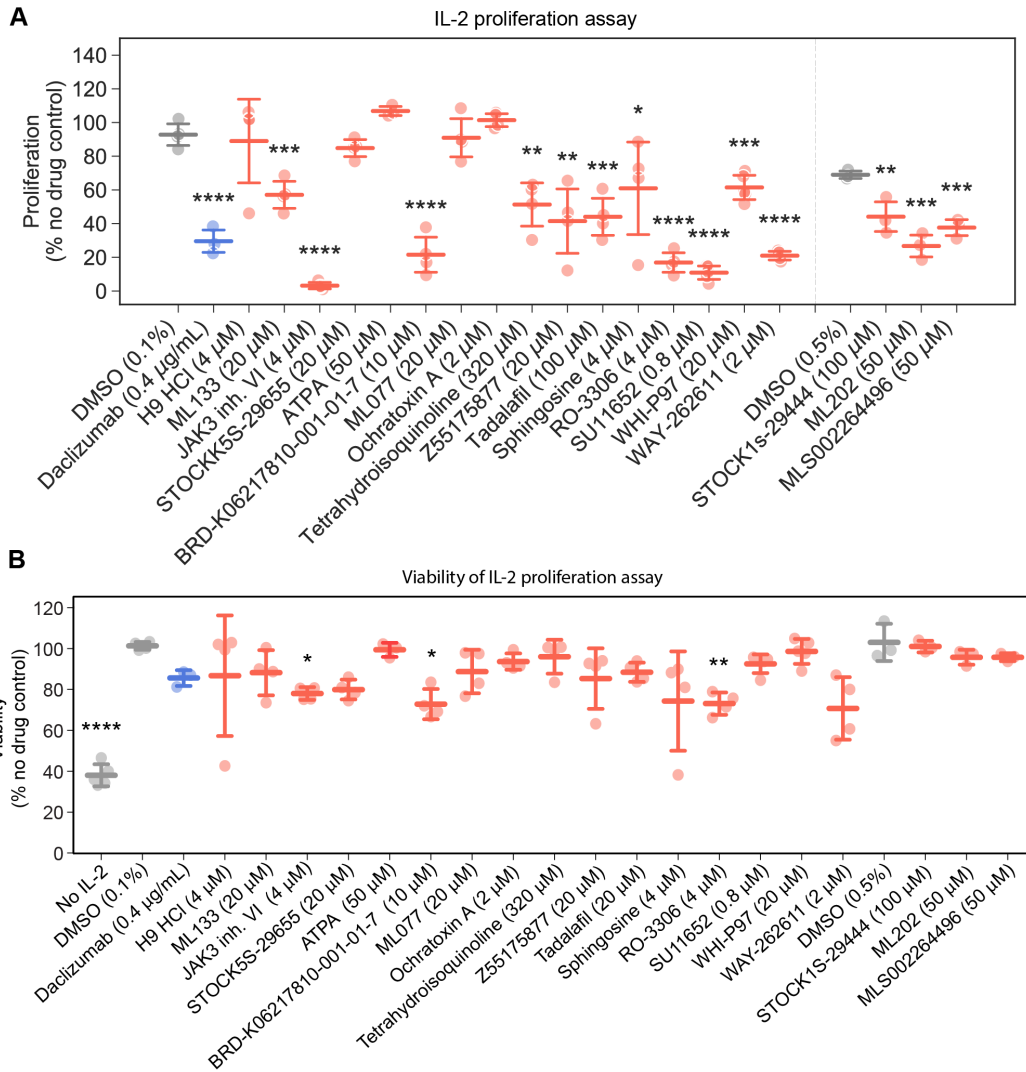 A
IL-2 proliferation assay
Proliferation
(% no drug control)
140
120
100
80
60
40
20
0
****
***
****
****
**
**
***
*
****
****
***
****
**
***
***
DMSO (0.1%)
Daclizumab (0.4 µg/mL)
H9 HCl (4 µM)
ML133 (20 µM)
JAK3 inh. VI (4 µM)
STOCKK5S-29655 (20 µM)
ATPA (50 µM)
BRD-K06217810-001-01-7 (10 µM)
ML077 (20 µM)
Ochratoxin A (2 µM)
Tetrahydroisoquinoline (320 µM)
Z5517587 (20 µM)
Tadalafil (100 µM)
Sphingosine (4 µM)
RO-3306 (4 µM)
SU11652 (0.8 µM)
WHI-P97 (20 µM)
WAY-262611 (2 µM)
DMSO (0.5%)
STOCK1s-29444 (100 µM)
ML202 (50 µM)
MLS002264496 (50 µM)
B
Viability of IL-2 proliferation assay
(% no drug control)
120
100
80
60
40
20
0
****
*
*
**
No IL-2
DMSO (0.1%)
Daclizumab (0.4 µg/mL)
H9 HCl (4 µM)
ML133 (20 µM)
JAK3 inh. VI (4 µM)
STOCK5S-29655 (20 µM)
ATPA (50 µM)
BRD-K06217810-001-01-7 (10 µM)
ML077 (20 µM)
Ochratoxin A (2 µM)
Tetrahydroisoquinoline (320 µM)
Z55175877 (20 µM)
Tadalafil (20 µM)
Sphingosine (4 µM)
RO-3306 (4 µM)
SU11652 (0.8 µM)
WHI-P97 (20 µM)
WAY-262611 (2 µM)
DMSO (0.5%)
STOCK1S-29444 (100 µM)
ML202 (50 µM)
MLS002264496 (50 µM)